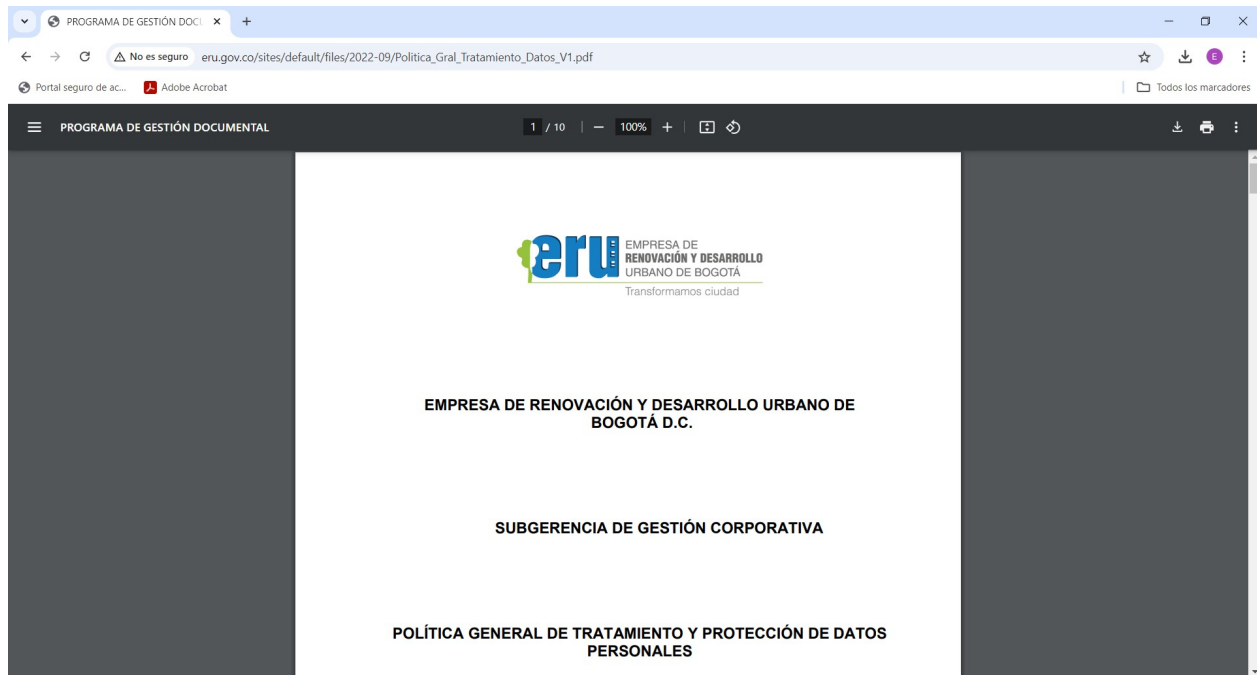 PROGRAMA DE GESTIÓN DOCU
No es seguro
eru.gov.co/sites/default/files/2022-09/Politica_Gral_Tratamiento_Datos_V1.pdf
E
Portal seguro de ac...
Adobe Acrobat
Todos los marcadores
PROGRAMA DE GESTIÓN DOCUMENTAL
1 / 10
100%
eru
EMPRESA DE
RENOVACIÓN Y DESARROLLO
URBANO DE BOGOTÁ
Transformamos ciudad
EMPRESA DE RENOVACIÓN Y DESARROLLO URBANO DE
BOGOTÁ D.C.
SUBGERENCIA DE GESTIÓN CORPORATIVA
POLÍTICA GENERAL DE TRATAMIENTO Y PROTECCIÓN DE DATOS
PERSONALES